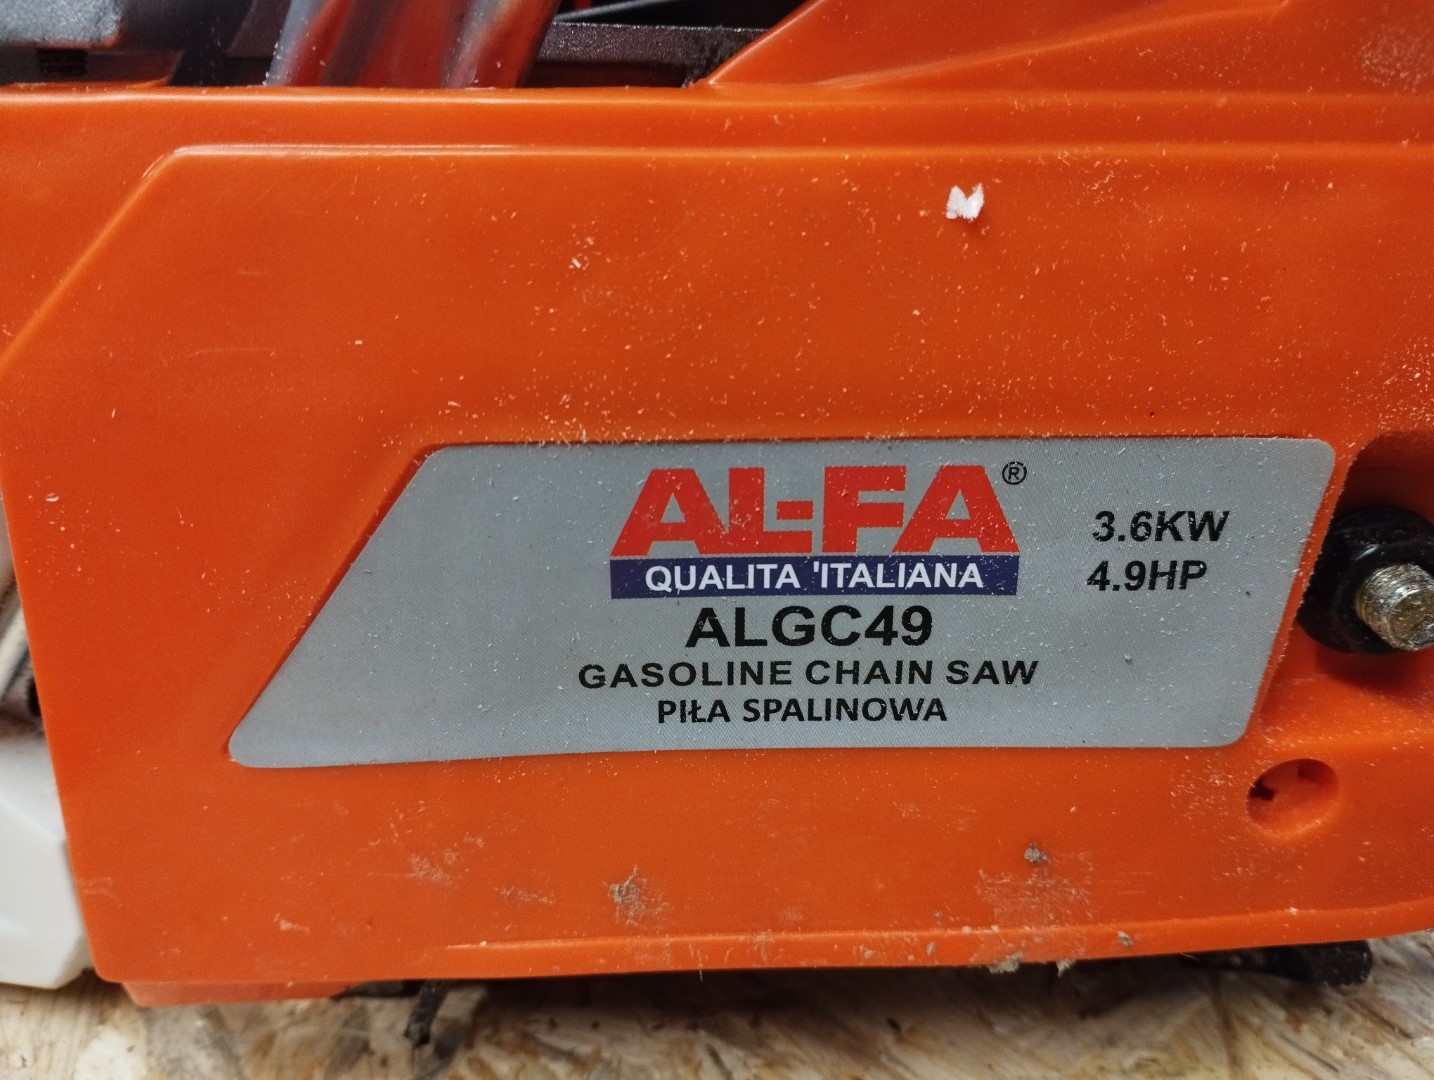 AL-FA®
QUALITA 'ITALIANA
3.6KW
4.9HP
ALGC49
GASOLINE CHAIN SAW
PIŁA SPALINOWA